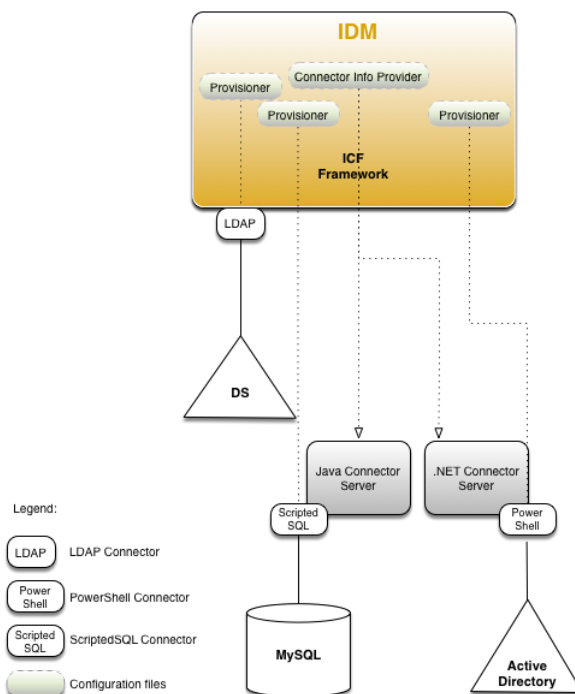 IDM
Connector Info Provider
Provisioner
Provisioner
Provisioner
ICF
Framework
LDAP
DS
Java Connector
Server
.NET Connector
Server
Scripted
SQL
Power
Shell
MySQL
Active
Directory
Legend:
LDAP
LDAP Connector
Power
Shell
PowerShell Connector
Scripted
SQL
ScriptedSQL Connector
Configuration files